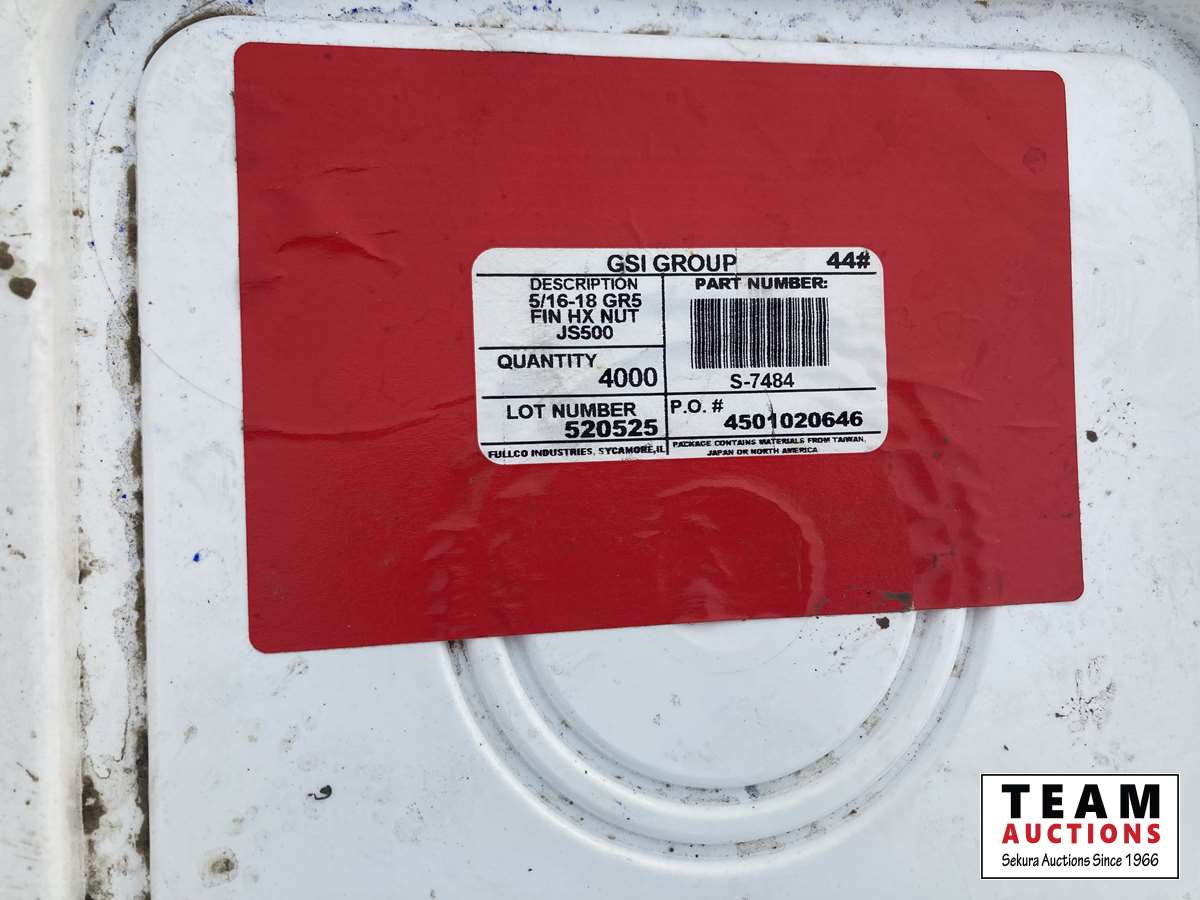 GSI GROUP 44#
DESCRIPTION
5/16-18 GR5
FIN HX NUT
JS500
PART NUMBER:
S-7484
QUANTITY
4000
LOT NUMBER
520525
P.O. #
4501020646
FULLCO INDUSTRIES, SYCAMORE, IL
PACKAGE CONTAINS MATERIALS FROM TAIWAN,
JAPAN OR NORTH AMERICA
TEAM
AUCTIONS
Sekura Auctions Since 1966